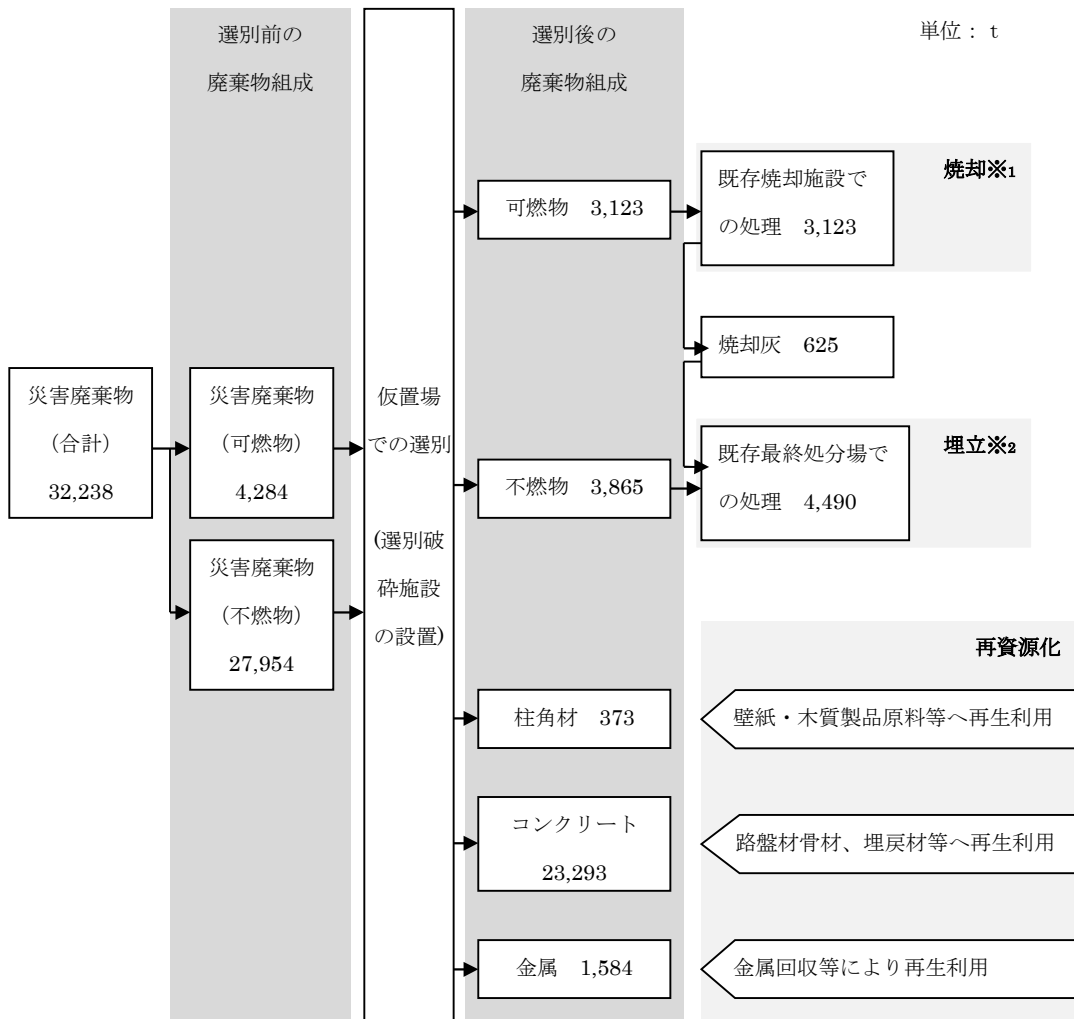 選別前の
廃棄物組成
選別後の
廃棄物組成
単位：t
災害廃棄物
（合計）
32,238
災害廃棄物
（可燃物）
4,284
災害廃棄物
（不燃物）
27,954
仮置場
での選別
(選別破
砕施設
の設置)
可燃物　3,123
既存焼却施設で
の処理　3,123
焼却※1
焼却灰　625
不燃物　3,865
既存最終処分場で
の処理　4,490
埋立※2
再資源化
柱角材　373
壁紙・木質製品原料等へ再生利用
コンクリート
23,293
路盤材骨材、埋戻材等へ再生利用
金属　1,584
金属回収等により再生利用